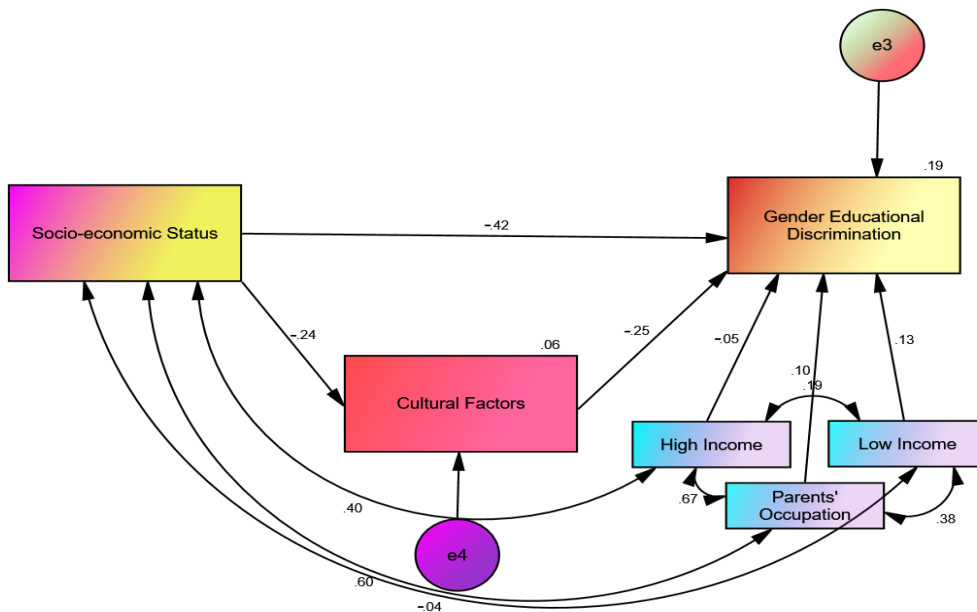 e3
.19
Socio-economic Status
Gender Educational
Discrimination
-.42
-.24
-.25
.06
-.05
.10
.13
.19
Cultural Factors
High Income
Low Income
.67
Parents'
Occupation
.38
.40
e4
.60
-.04